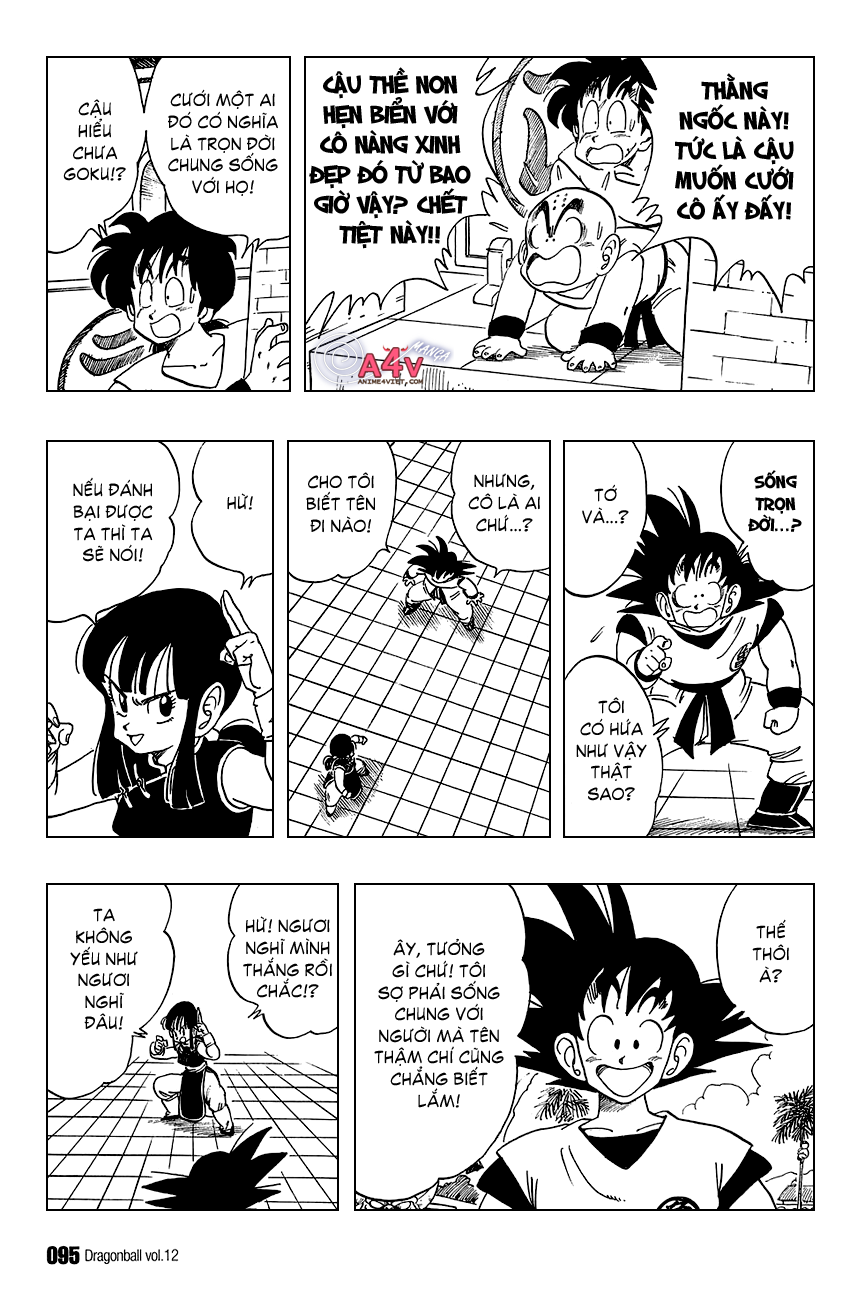 THẰNG
NGỐC NÀY!
TỨC LÀ CẬU
MUỐN CƯỚI
CÔ ẤY ĐẤY!
CẬU THỀ NON
HẸN BIỂN VỚI
CÔ NÀNG XINH
ĐẸP ĐÓ TỪ BAO
GIỜ VẬY? CHẾT
TIỆT NÀY!!
A4V
MANGA
ANIME4VIET.COM
CƯỚI MỘT AI
ĐÓ CÓ NGHĨA
LÀ TRỌN ĐỜI
CHUNG SỐNG
VỚI HỌ!
CẬU
HIỂU
CHƯA
GOKU!?
SỐNG
TRỌN
ĐỜI...?
TỚ
VÀ...?
TÔI
CÓ HỨA
NHƯ VẬY
THẬT
SAO?
NHƯNG,
CÔ LÀ AI
CHỨ...?
CHO TÔI
BIẾT TÊN
ĐI NÀO!
HỪ!
NẾU ĐÁNH
BẠI ĐƯỢC
TA THÌ TA
SẼ NÓI!
THẾ
THÔI
À?
ẤY, TƯỞNG
GÌ CHỨ! TÔI
SỢ PHẢI SỐNG
CHUNG VỚI
NGƯỜI MÀ TÊN
THẬM CHÍ CŨNG
CHẲNG BIẾT
LẮM!
HỪ! NGƯƠI
NGHĨ MÌNH
THẮNG RỒI
CHẮC!?
TA
KHÔNG
YẾU NHƯ
NGƯƠI
NGHĨ
ĐÂU!
095 Dragonball vol.12